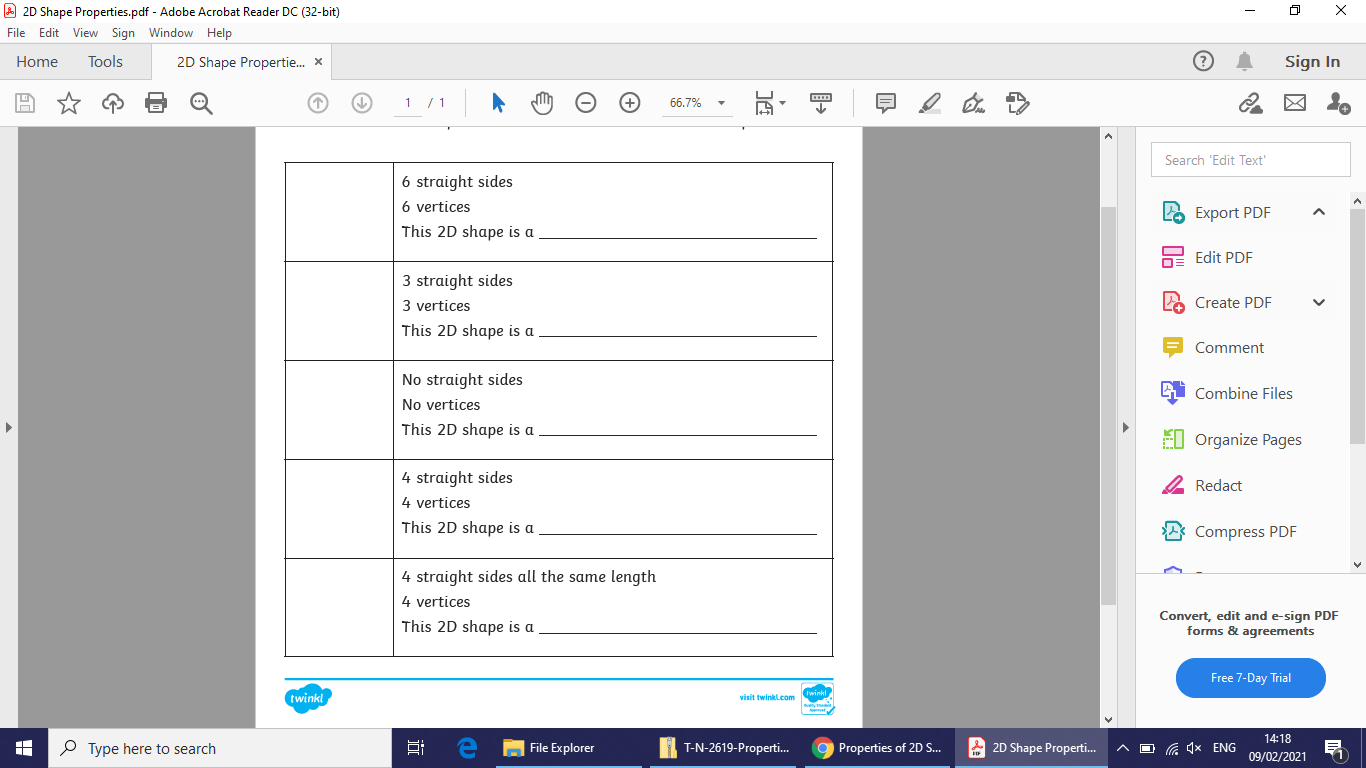 2D Shape Properties.pdf - Adobe Acrobat Reader DC (32-bit)
File Edit View Sign Window Help
Home Tools 2D Shape Propertie... × Sign In
1 / 1 66.7%
6 straight sides
6 vertices
This 2D shape is a
3 straight sides
3 vertices
This 2D shape is a
No straight sides
No vertices
This 2D shape is a
4 straight sides
4 vertices
This 2D shape is a
4 straight sides all the same length
4 vertices
This 2D shape is a
twinkl
visit twinkl.com
twinkl
Quality Standard
Approved
Search 'Edit Text'
Export PDF
Edit PDF
Create PDF
Comment
Combine Files
Organize Pages
Redact
Compress PDF
Convert, edit and e-sign PDF
forms & agreements
Free 7-Day Trial
Type here to search
File Explorer
T-N-2619-Properti...
Properties of 2D S...
2D Shape Properti...
ENG
14:18
09/02/2021
1